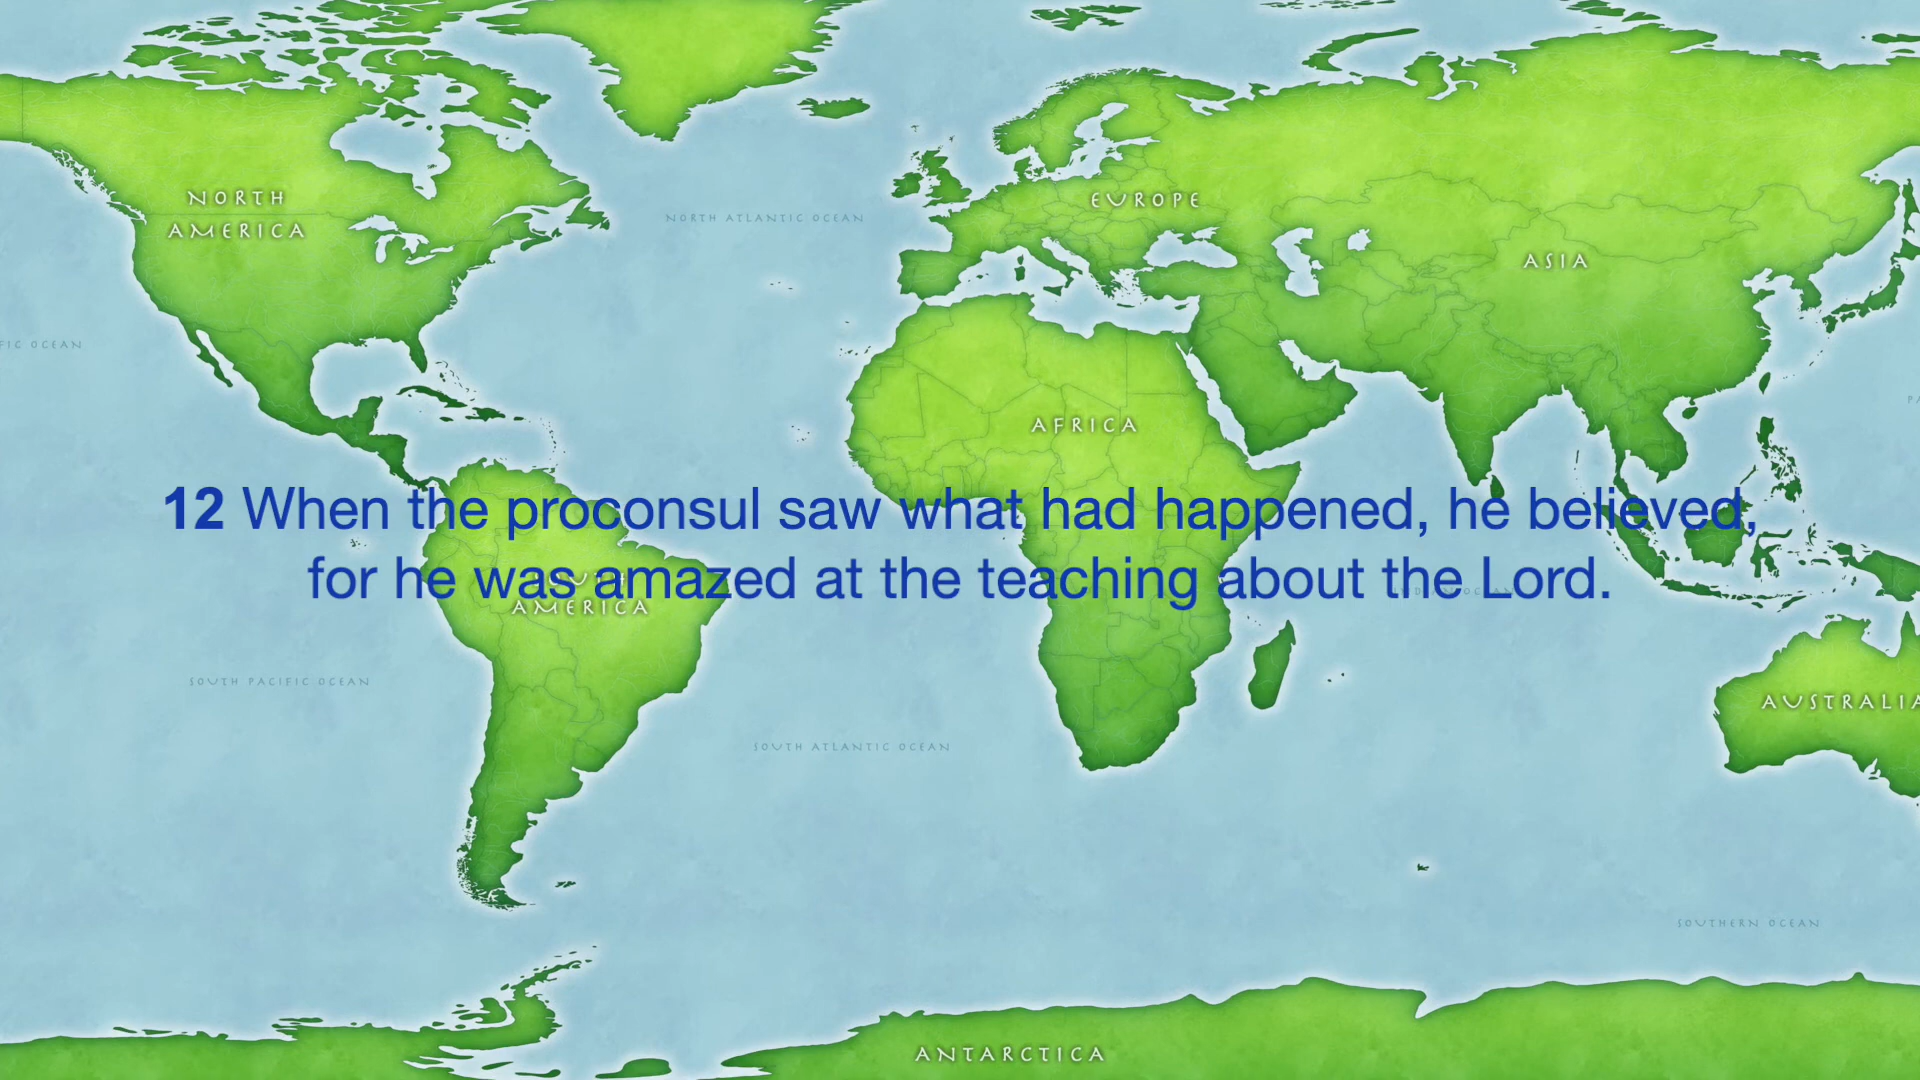 NORTH
AMERICA
NORTH ATLANTIC OCEAN
EUROPE
ASIA
FIC OCEAN
AFRICA
12 When the proconsul saw what had happened, he believed,
for he was amazed at the teaching about the Lord.
AMERICA
SOUTH PACIFIC OCEAN
AUSTRALIA
SOUTH ATLANTIC OCEAN
SOUTHERN OCEAN
ANTARCTICA